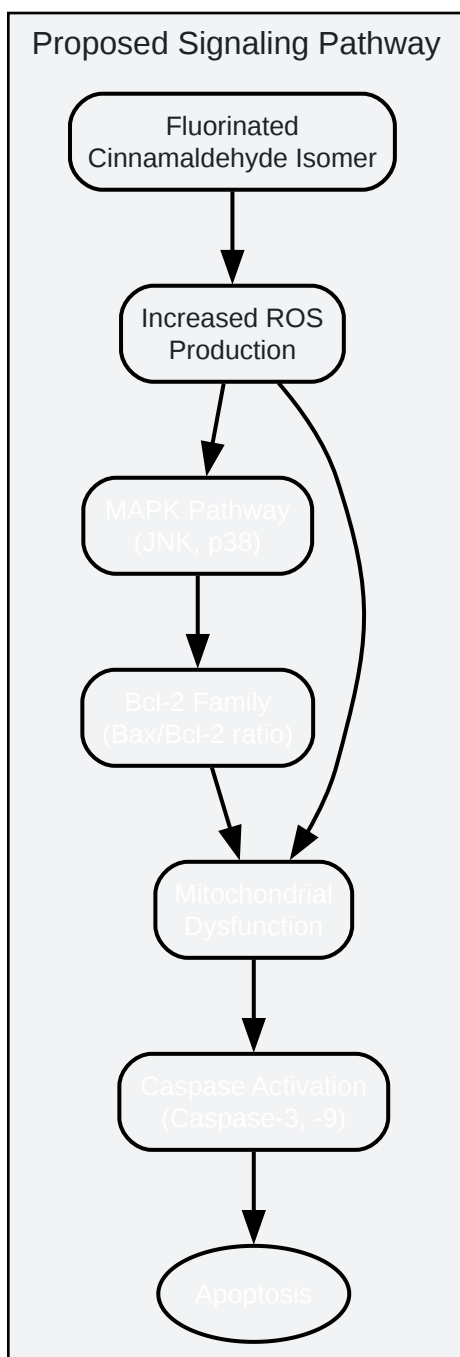 Proposed Signaling Pathway
Fluorinated
Cinnamaldehyde Isomer
Increased ROS
Production
MAPK Pathway
(JNK, p38)
Bcl-2 Family
(Bax/Bcl-2 ratio)
Mitochondrial
Dysfunction
Caspase Activation
(Caspase-3, -9)
Apoptosis